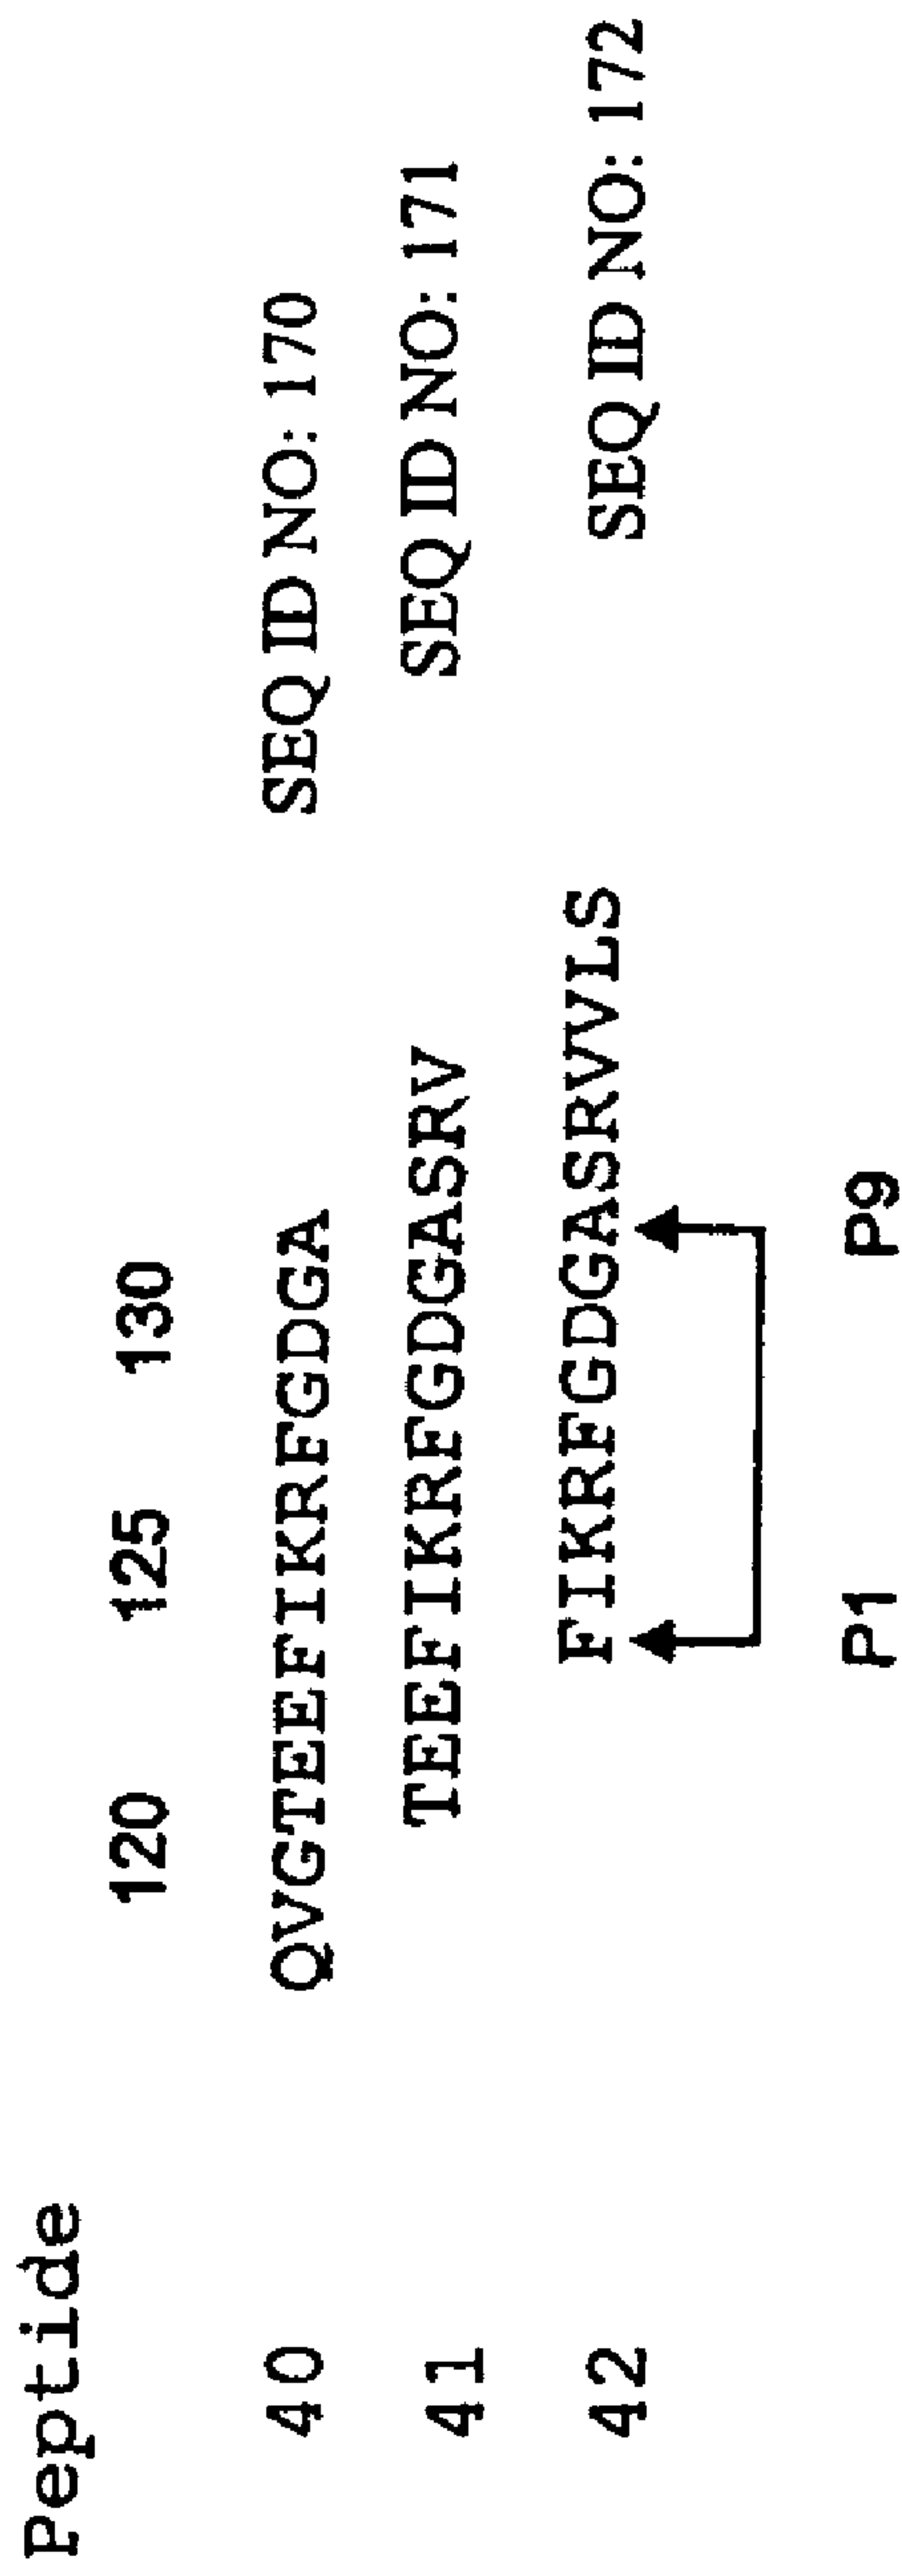 Peptide
120 125 130
40 QVGTEEFIKRFGDGA SEQ ID NO: 170
41 TEEFIKRFGDGASRV SEQ ID NO: 171
42 FIKRFGDGASRVVLS SEQ ID NO: 172
P1 P9